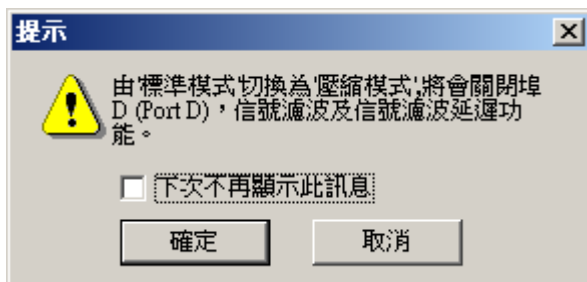 提示
由'標準模式'切換為'壓縮模式',將會關閉埠
D (Port D)，信號濾波及信號濾波延遲功
能。
下次不再顯示此訊息
確定
取消